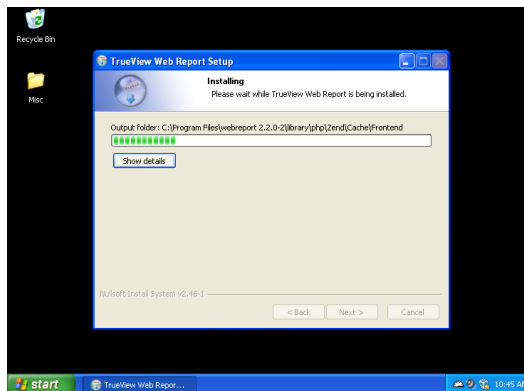 Recycle Bin
Misc
TrueView Web Report Setup
Installing
Please wait while TrueView Web Report is being installed.
Output folder: C:\Program Files\webreport 2.2.0-2\library\php\Zend\Cache\Frontend
Show details
Nullsoft Install System v2.46-1
< Back
Next >
Cancel
start
TrueView Web Repor...
10:45 AM